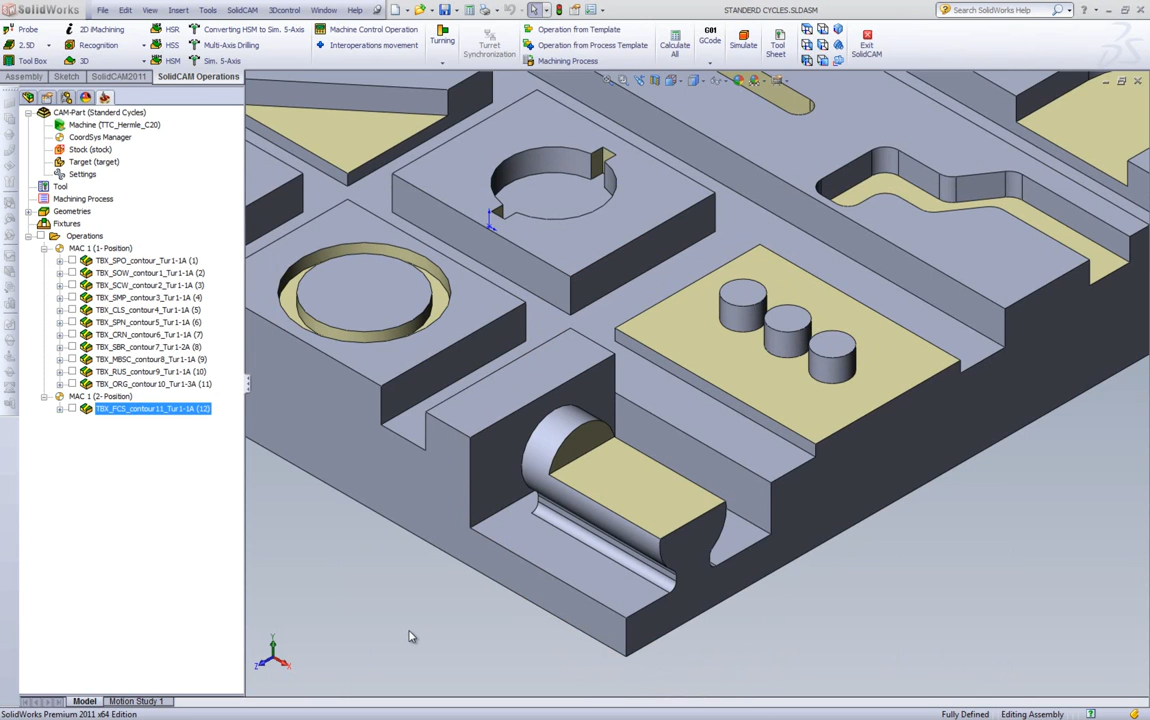 SolidWorks File Edit View Insert Tools SolidCAM 3Dcontrol Window Help STANDERD CYCLES.SLDASM Search SolidWorks Help
Probe 2D iMachining HSR Converting HSM to Sim. 5-Axis Machine Control Operation Operation from Template
2.5D Recognition HSS Multi-Axis Drilling Interoperations movement Operation from Process Template
Tool Box 3D HSM Sim. 5-Axis Machining Process
Turning Turret Synchronization Calculate All GCode Simulate Tool Sheet Exit SolidCAM
Assembly Sketch SolidCAM2011 SolidCAM Operations
CAM-Part (Standerd Cycles)
Machine (TTC_Hermle_C20)
CoordSys Manager
Stock (stock)
Target (target)
Settings
Tool
Machining Process
Geometries
Fixtures
Operations
MAC 1 (1- Position)
TBX_SPO_contour_Tur1-1A (1)
TBX_SOW_contour1_Tur1-1A (2)
TBX_SCW_contour2_Tur1-1A (3)
TBX_SMP_contour3_Tur1-1A (4)
TBX_CLS_contour4_Tur1-1A (5)
TBX_SPN_contour5_Tur1-1A (6)
TBX_CRN_contour6_Tur1-1A (7)
TBX_SBR_contour7_Tur1-2A (8)
TBX_MBSC_contour8_Tur1-1A (9)
TBX_RUS_contour9_Tur1-1A (10)
TBX_ORG_contour10_Tur1-3A (11)
MAC 1 (2- Position)
TBX_FCS_contour11_Tur1-1A (12)
Y
Z X
Model Motion Study 1
SolidWorks Premium 2011 x64 Edition Fully Defined Editing Assembly